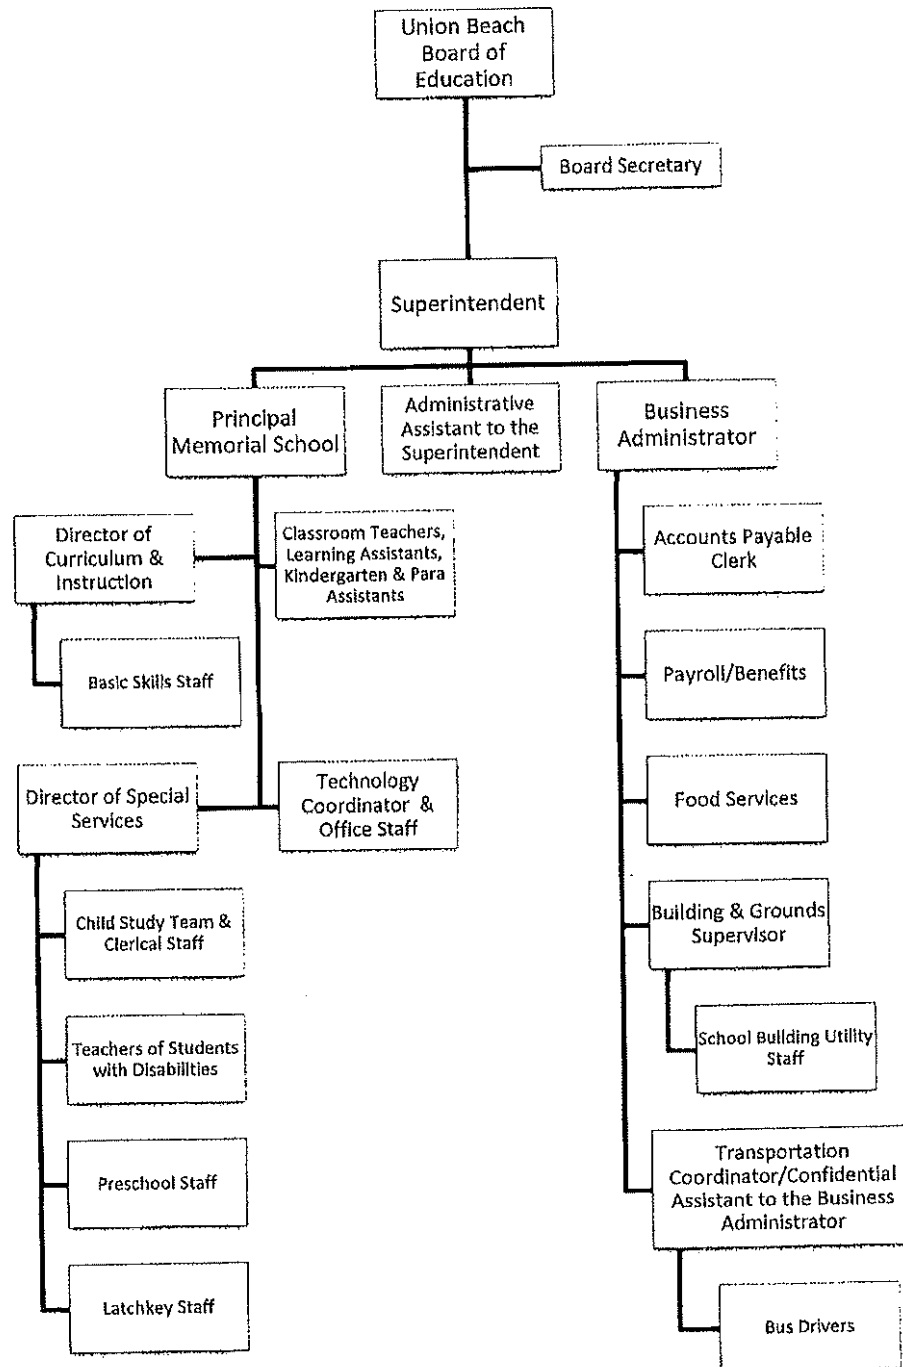 Union Beach
Board of
Education
Board Secretary
Superintendent
Principal
Memorial School
Administrative
Assistant to the
Superintendent
Business
Administrator
Director of
Curriculum &
Instruction
Classroom Teachers,
Learning Assistants,
Kindergarten & Para
Assistants
Accounts Payable
Clerk
Basic Skills Staff
Payroll/Benefits
Director of Special
Services
Technology
Coordinator &
Office Staff
Food Services
Child Study Team &
Clerical Staff
Building & Grounds
Supervisor
Teachers of Students
with Disabilities
School Building Utility
Staff
Preschool Staff
Transportation
Coordinator/Confidential
Assistant to the Business
Administrator
Latchkey Staff
Bus Drivers